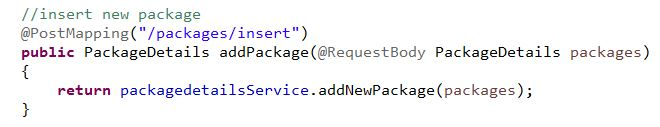 //insert new package
@PostMapping("/packages/insert")
public PackageDetails addPackage(@RequestBody PackageDetails packages)
{
    return packagedetailsService.addNewPackage(packages);
}